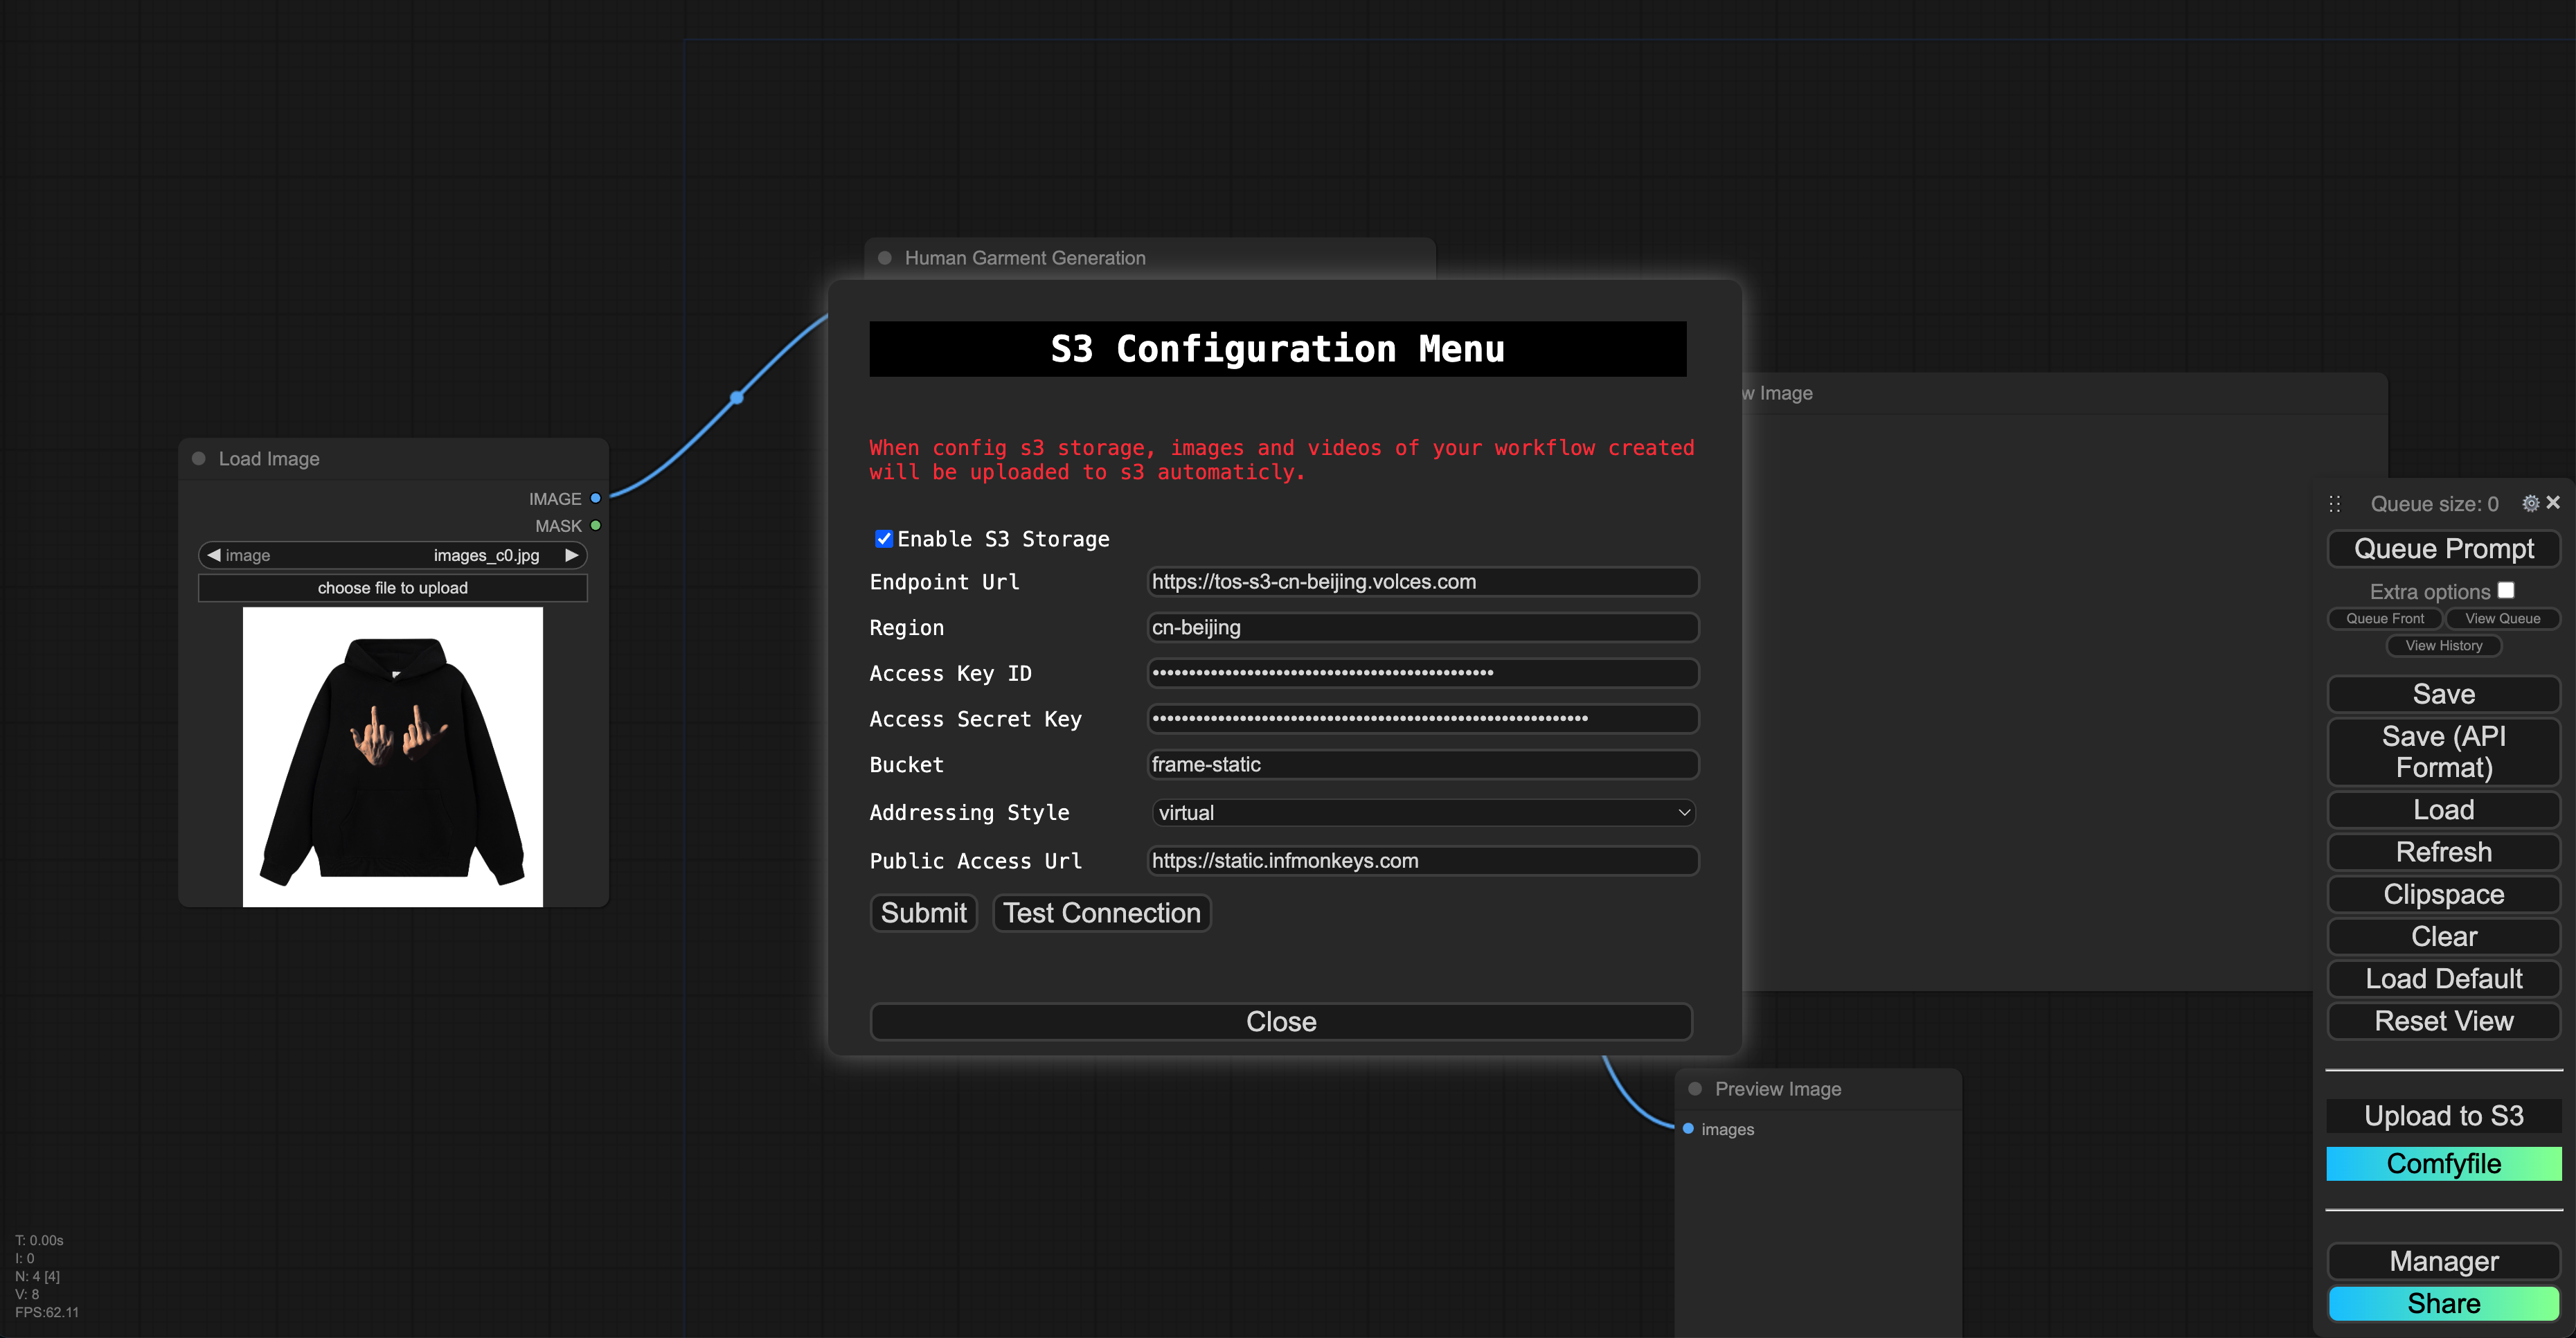 Human Garment Generation
S3 Configuration Menu
w Image
When config s3 storage, images and videos of your workflow created
will be uploaded to s3 automaticly.
Load Image
IMAGE
MASK
image images_c0.jpg
choose file to upload
Enable S3 Storage
Endpoint Url https://tos-s3-cn-beijing.volces.com
Region cn-beijing
Access Key ID
Access Secret Key
Bucket frame-static
Addressing Style virtual
Public Access Url https://static.infmonkeys.com
Submit Test Connection
Close
Preview Image
images
Queue size: 0
Queue Prompt
Extra options
Queue Front View Queue
View History
Save
Save (API
Format)
Load
Refresh
Clipspace
Clear
Load Default
Reset View
Upload to S3
Comfyfile
Manager
Share
T: 0.00s
I: 0
N: 4 [4]
V: 8
FPS:62.11